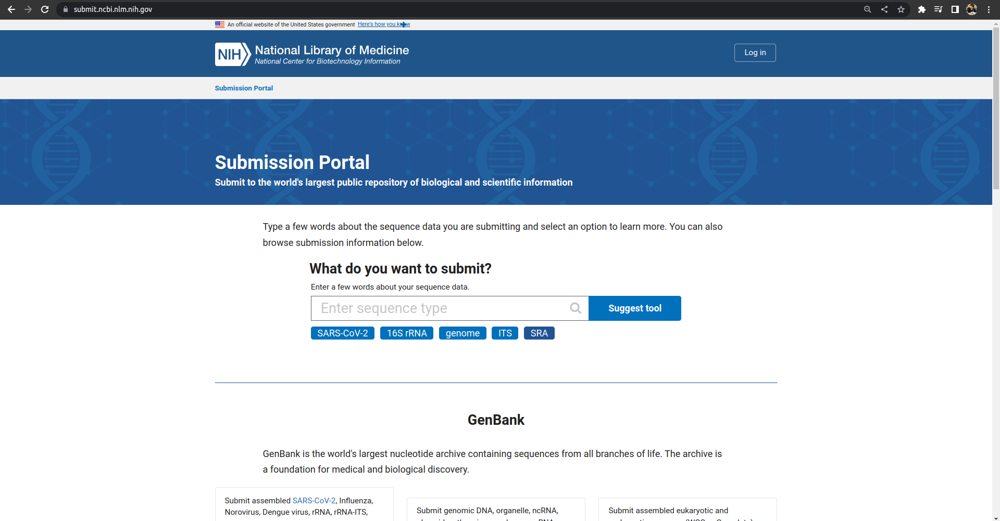 submit.ncbi.nlm.nih.gov
An official website of the United States government Here's how you know
NIH National Library of Medicine
National Center for Biotechnology Information
Log in
Submission Portal
Submission Portal
Submit to the world's largest public repository of biological and scientific information
Type a few words about the sequence data you are submitting and select an option to learn more. You can also
browse submission information below.
What do you want to submit?
Enter a few words about your sequence data.
Enter sequence type Suggest tool
SARS-CoV-2 16S rRNA genome ITS SRA
GenBank
GenBank is the world's largest nucleotide archive containing sequences from all branches of life. The archive is
a foundation for medical and biological discovery.
Submit assembled SARS-CoV-2, Influenza,
Norovirus, Dengue virus, rRNA, rRNA-ITS,
Submit genomic DNA, organelle, ncRNA,
Submit assembled eukaryotic and